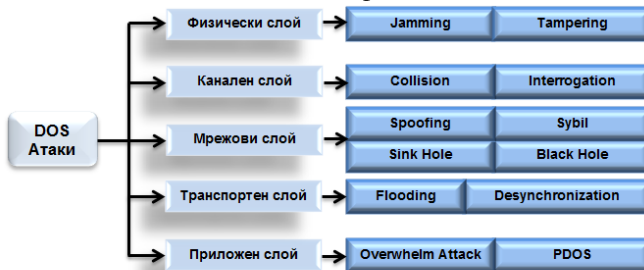 DOS
Атаки
Физически слой
Jamming
Tampering
Канален слой
Collision
Interrogation
Мрежови слой
Spoofing
Sybil
Sink Hole
Black Hole
Транспортен слой
Flooding
Desynchronization
Приложен слой
Overwhelm Attack
PDOS